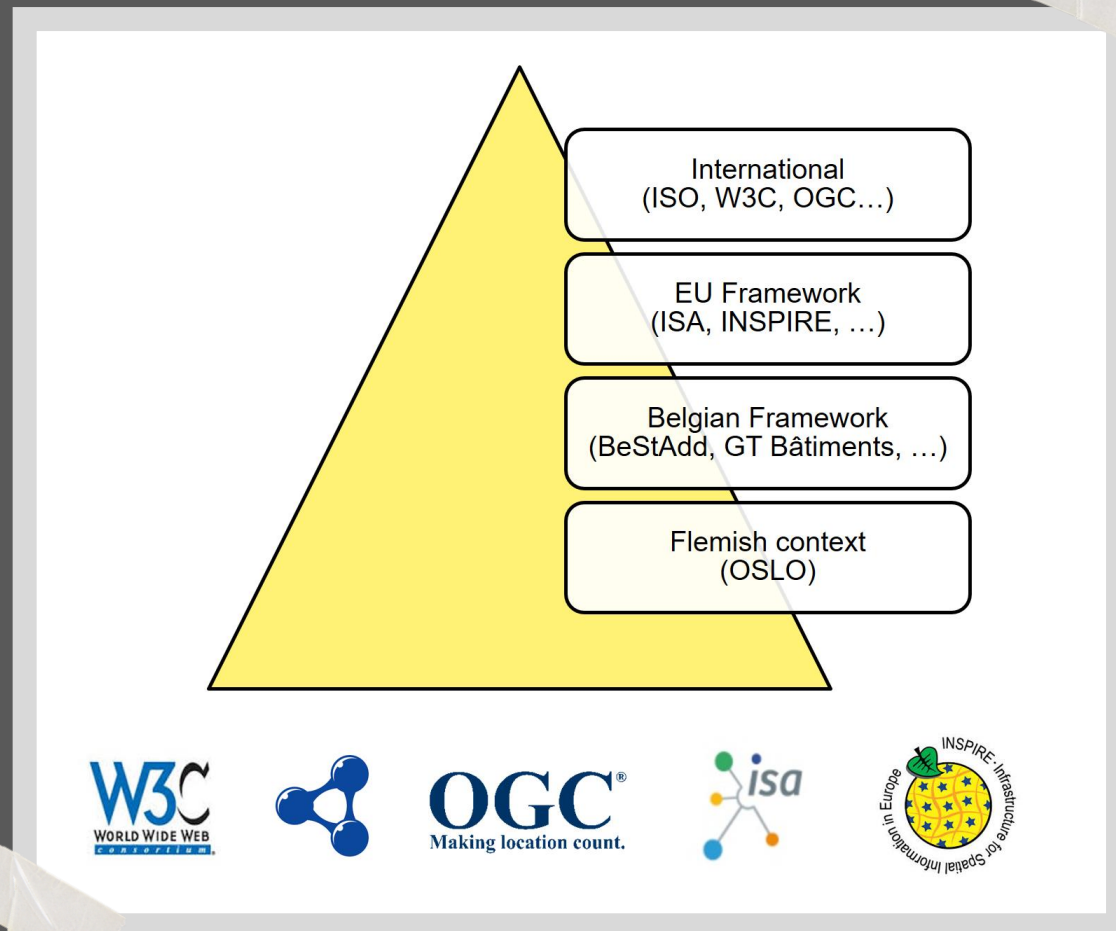 International
(ISO, W3C, OGC…)
EU Framework
(ISA, INSPIRE, …)
Belgian Framework
(BeStAdd, GT Bâtiments, …)
Flemish context
(OSLO)
W3C
WORLD WIDE WEB
consortium.
OGC®
Making location count.
isa
INSPIRE · Infrastructure for Spatial Information in Europe